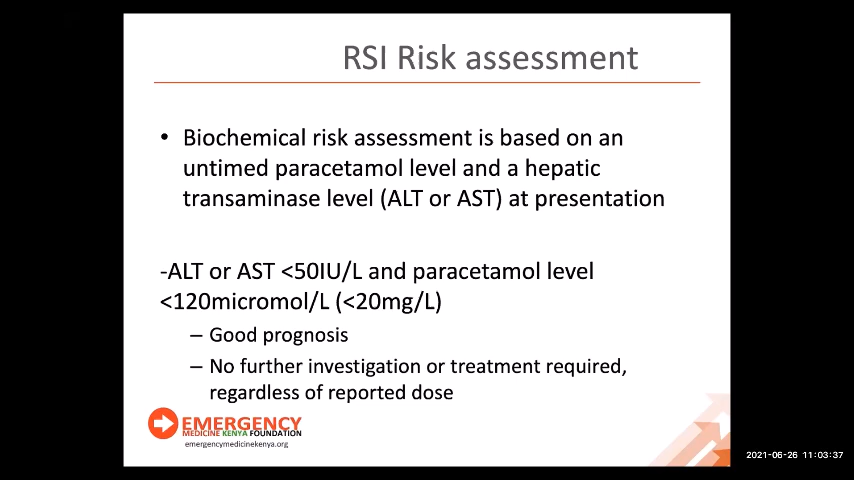 RSI Risk assessment
• Biochemical risk assessment is based on an
untimed paracetamol level and a hepatic
transaminase level (ALT or AST) at presentation
-ALT or AST <50IU/L and paracetamol level
<120micromol/L (<20mg/L)
– Good prognosis
– No further investigation or treatment required,
regardless of reported dose
EMERGENCY
MEDICINE KENYA FOUNDATION
emergencymedicinekenya.org
2021-06-26 11:03:37